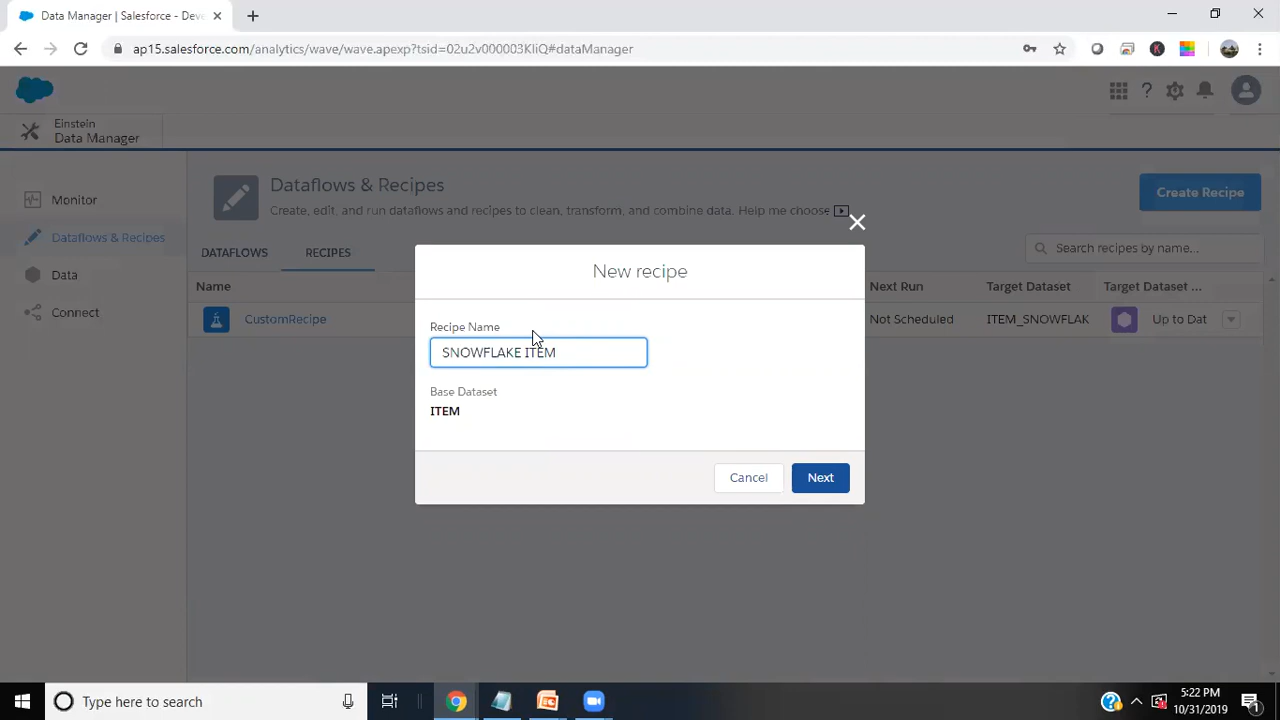 Data Manager | Salesforce - Deve
ap15.salesforce.com/analytics/wave/wave.apexp?tsid=02u2v000003KIiQ#dataManager
Einstein
Data Manager
Monitor
Dataflows & Recipes
Data
Connect
Dataflows & Recipes
Create, edit, and run dataflows and recipes to clean, transform, and combine data. Help me choose
Create Recipe
DATAFLOWS
RECIPES
Search recipes by name...
Name
Next Run
Target Dataset
Target Dataset ...
CustomRecipe
Not Scheduled
ITEM_SNOWFLAK
Up to Dat
New recipe
Recipe Name
SNOWFLAKE ITEM
Base Dataset
ITEM
Cancel
Next
Type here to search
5:22 PM
10/31/2019
1